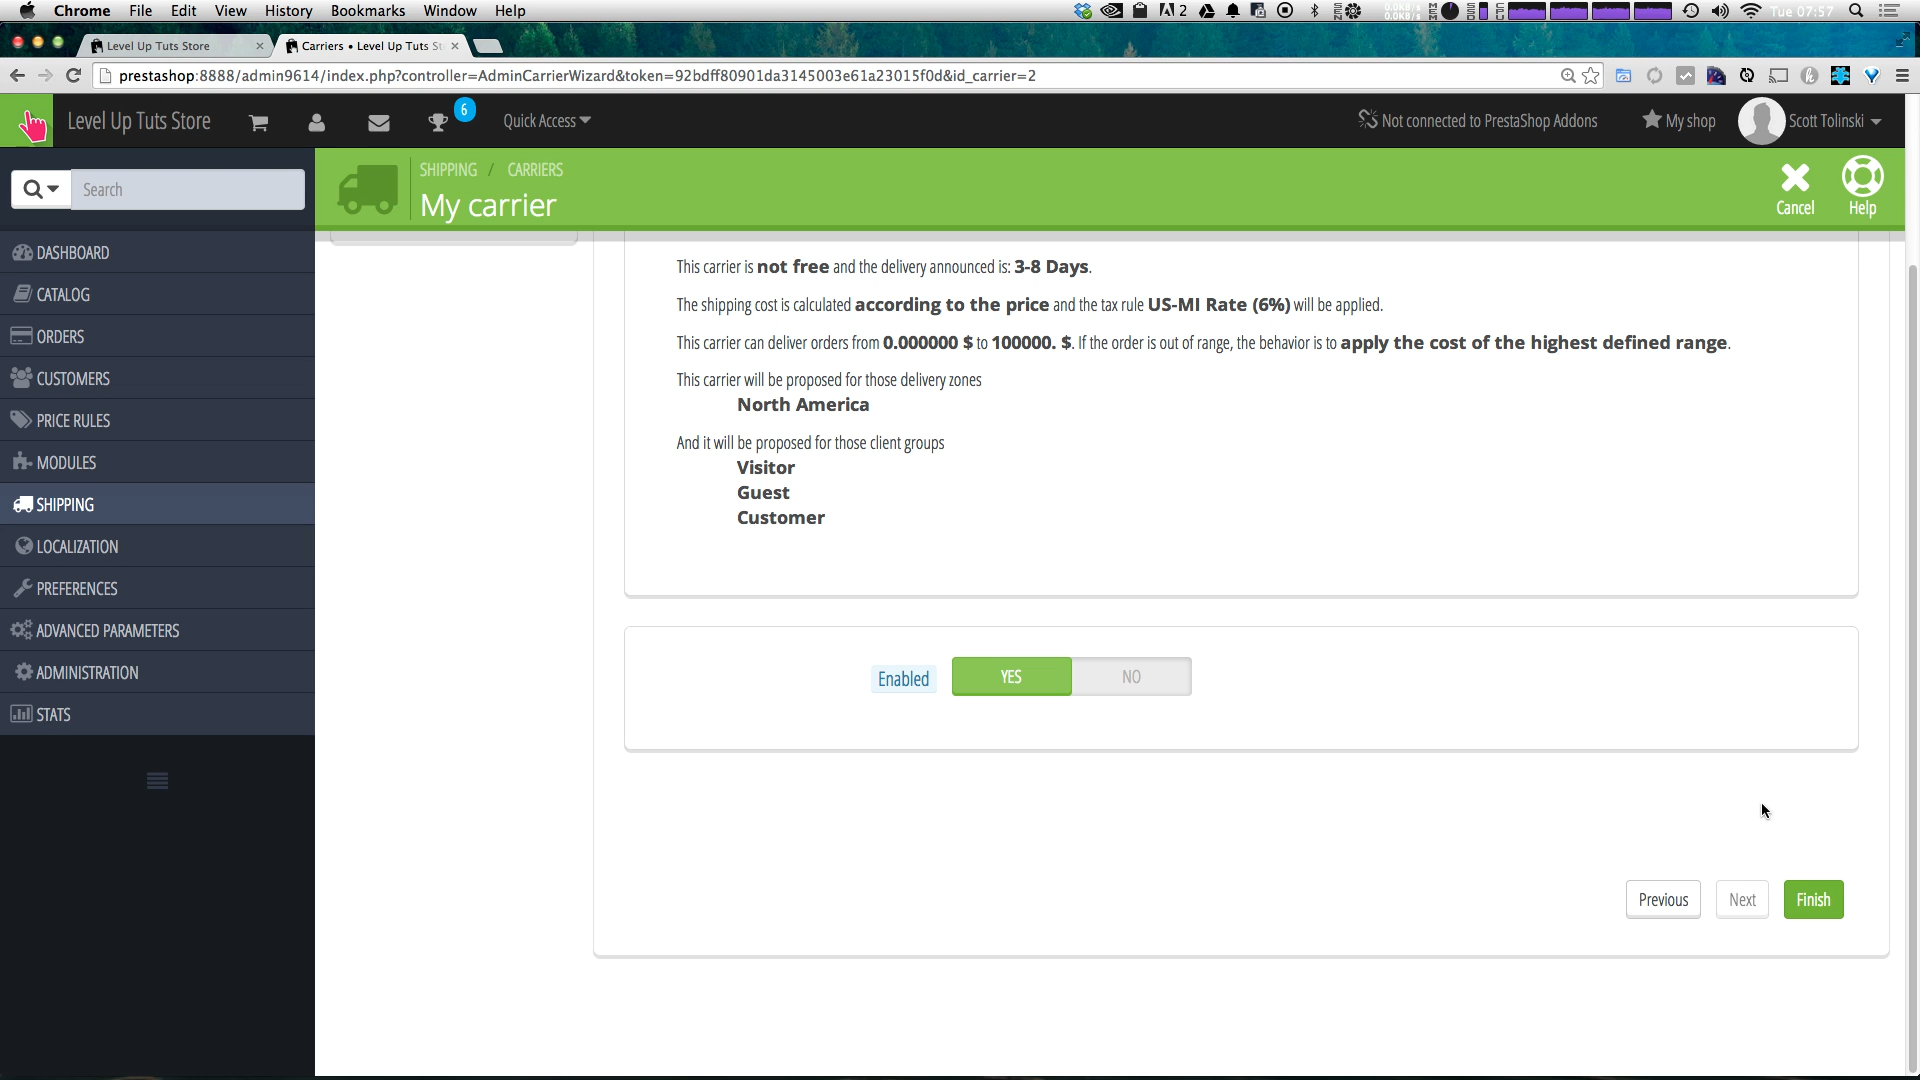 Chrome File Edit View History Bookmarks Window Help 2 Tue 07:57
Level Up Tuts Store Carriers • Level Up Tuts St
prestashop:8888/admin9614/index.php?controller=AdminCarrierWizard&token=92bdff80901da3145003e61a23015f0d&id_carrier=2
Level Up Tuts Store 6 Quick Access Not connected to PrestaShop Addons My shop Scott Tolinski
SHIPPING / CARRIERS
My carrier
Cancel Help
Search
DASHBOARD
CATALOG
ORDERS
CUSTOMERS
PRICE RULES
MODULES
SHIPPING
LOCALIZATION
PREFERENCES
ADVANCED PARAMETERS
ADMINISTRATION
STATS
This carrier is not free and the delivery announced is: 3-8 Days.
The shipping cost is calculated according to the price and the tax rule US-MI Rate (6%) will be applied.
This carrier can deliver orders from 0.000000 $ to 100000. $. If the order is out of range, the behavior is to apply the cost of the highest defined range.
This carrier will be proposed for those delivery zones
North America
And it will be proposed for those client groups
Visitor
Guest
Customer
Enabled YES NO
Previous Next Finish